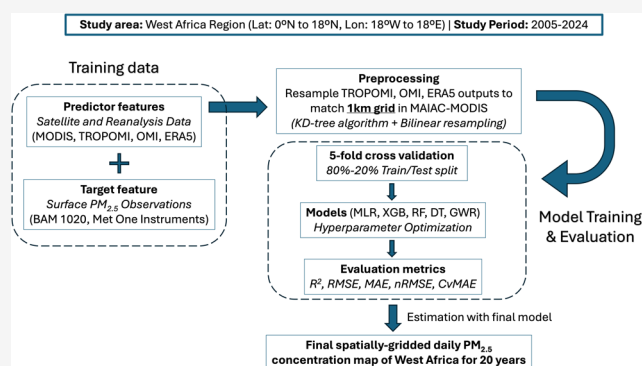 Study area: West Africa Region (Lat: 0ºN to 18ºN, Lon: 18ºW to 18ºE) | Study Period: 2005-2024
Training data
Predictor features
Satellite and Reanalysis Data
(MODIS, TROPOMI, OMI, ERA5)
+
Target feature
Surface PM2.5 Observations
(BAM 1020, Met One Instruments)
Preprocessing
Resample TROPOMI, OMI, ERA5 outputs to
match 1km grid in MAIAC-MODIS
(KD-tree algorithm + Bilinear resampling)
5-fold cross validation
80%-20% Train/Test split
Models (MLR, XGB, RF, DT, GWR)
Hyperparameter Optimization
Evaluation metrics
R2, RMSE, MAE, nRMSE, CvMAE
Model Training
& Evaluation
Estimation with final model
Final spatially-gridded daily PM2.5
concentration map of West Africa for 20 years